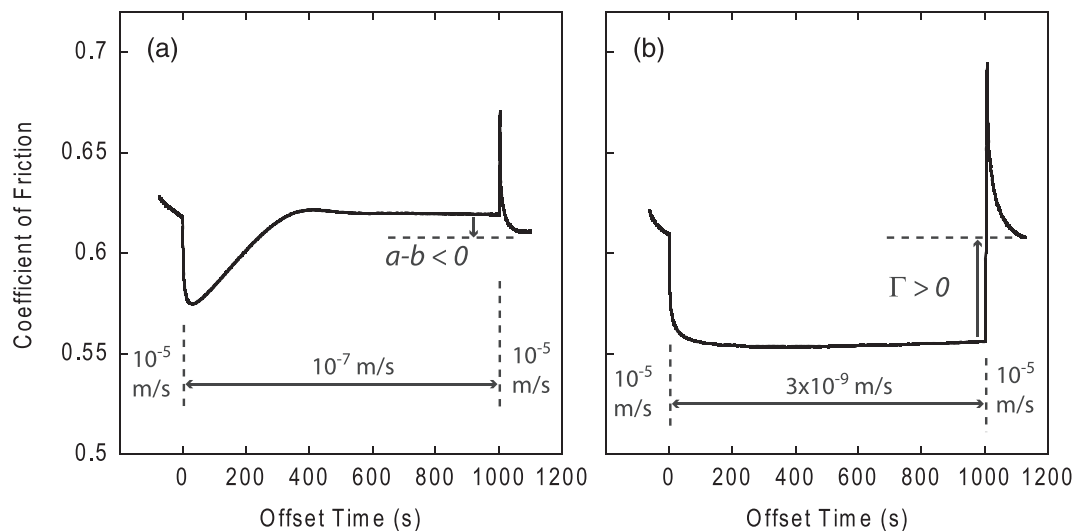 (a)
(b)
Coefficient of Friction
0.7
0.65
0.6
0.55
0.5
a-b < 0
Γ > 0
10⁻⁵
m/s
10⁻⁷ m/s
10⁻⁵
m/s
10⁻⁵
m/s
3x10⁻⁹ m/s
10⁻⁵
m/s
0 200 400 600 800 1000 1200
0 200 400 600 800 1000 1200
Offset Time (s)
Offset Time (s)